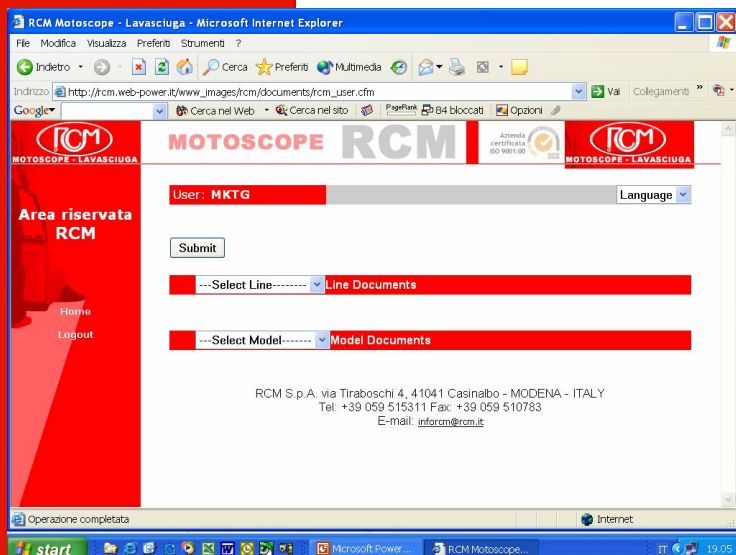 RCM Motoscope - Lavasciuga - Microsoft Internet Explorer
File Modifica Visualizza Preferiti Strumenti ?
Indietro Cerca Preferiti Multimedia
Indirizzo http://rcm.web-power.it/www_images/rcm/documents/rcm_user.cfm Vai Collegamenti »
Google Cerca nel Web Cerca nel sito PageRank 84 bloccati Opzioni
RCM
MOTOSCOPE - LAVASCIUGA
MOTOSCOPE RCM
Azienda
certificata
ISO 9001:00
SGS
RCM
MOTOSCOPE - LAVASCIUGA
User: MKTG Language
Area riservata
RCM
Submit
---Select Line-------- Line Documents
Home
Logout
---Select Model------- Model Documents
RCM S.p.A. via Tiraboschi 4, 41041 Casinalbo - MODENA - ITALY
Tel: +39 059 515311 Fax: +39 059 510783
E-mail: inforcm@rcm.it
Operazione completata Internet
start Microsoft Power... RCM Motoscope... IT 19.05